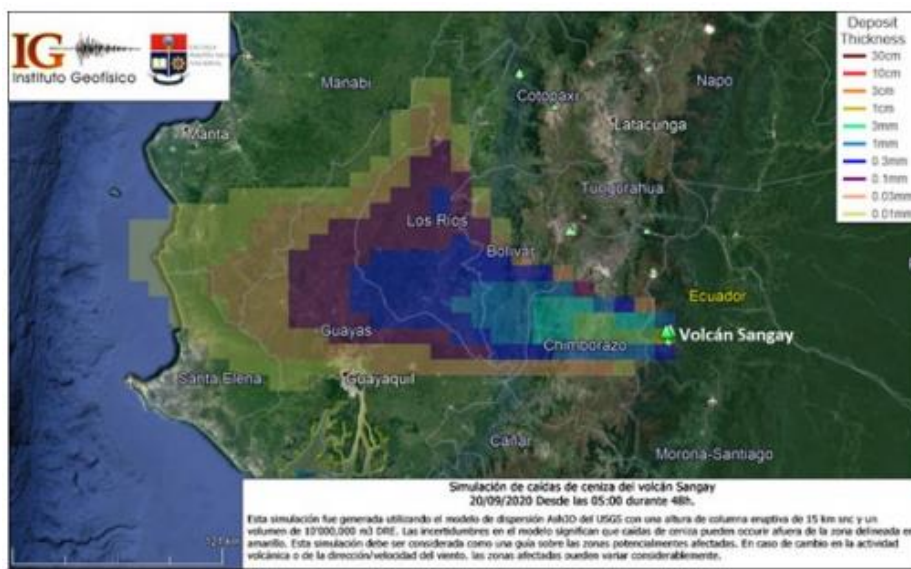 IG
Instituto Geofísico
ESCUELA
POLITÉCNICA
NACIONAL
Deposit
Thickness
30cm
10cm
3cm
1cm
3mm
1mm
0.3mm
0.1mm
0.03mm
0.01mm
Manabí
Cotopaxi
Napo
Manta
Latacunga
Tungurahua
Los Ríos
Bolívar
Ecuador
Volcán Sangay
Guayas
Chimborazo
Santa Elena
Guayaquil
Cañar
Morona-Santiago
Simulación de caídas de ceniza del volcán Sangay
20/09/2020 Desde las 05:00 durante 48h.
Esta simulación fue generada utilizando el modelo de dispersión Ash3D del USGS con una altura de columna eruptiva de 15 km snc y un
volumen de 10'000,000 m3 DRE. Las incertidumbres en el modelo significan que caídas de ceniza pueden ocurrir afuera de la zona delineada en
amarillo. Esta simulación debe ser considerada como una guía sobre las zonas potencialmente afectadas. En caso de cambio en la actividad
volcánica o de la dirección/velocidad del viento, las zonas afectadas pueden variar considerablemente.